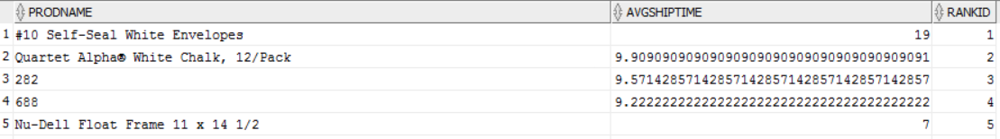 PRODNAME AVGSHIPTIME RANKID
1 #10 Self-Seal White Envelopes 19 1
2 Quartet Alpha® White Chalk, 12/Pack 9.90909090909090909090909090909090909091 2
3 282 9.57142857142857142857142857142857142857 3
4 688 9.22222222222222222222222222222222222222 4
5 Nu-Dell Float Frame 11 x 14 1/2 7 5